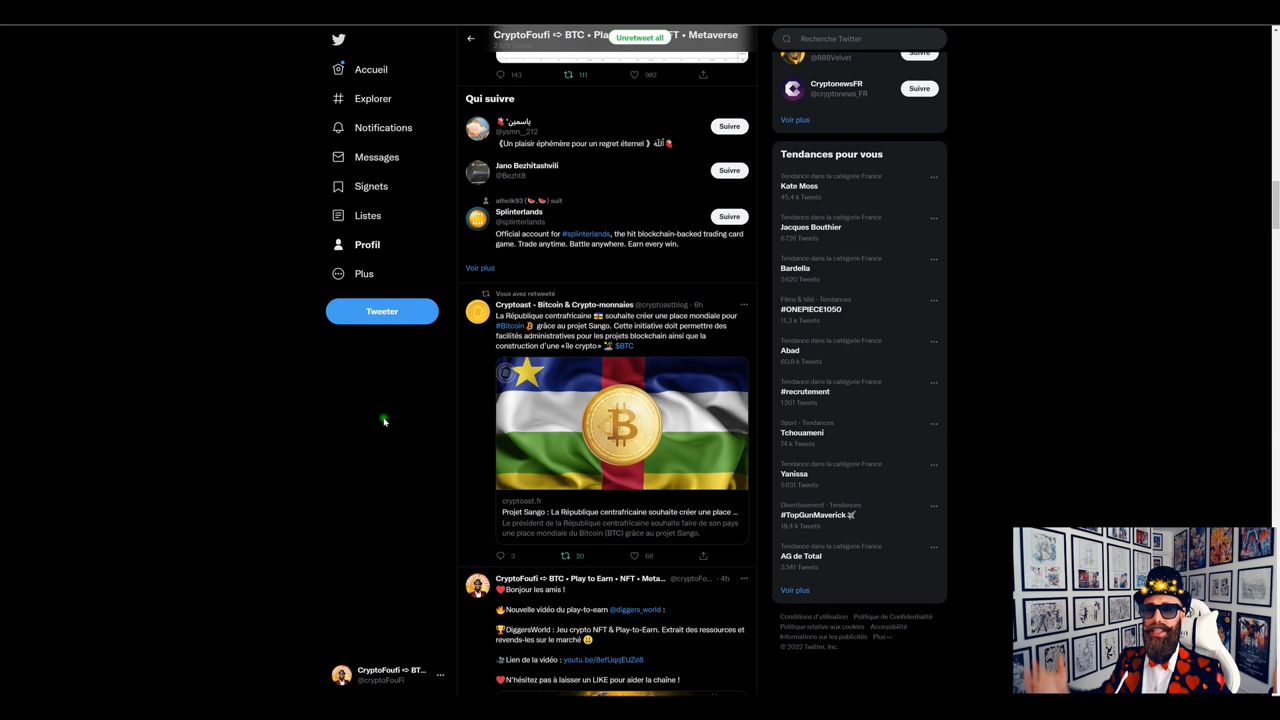 Accueil
Explorer
Notifications
Messages
Signets
Listes
Profil
Plus
Tweeter
CryptoFoufi ➪ BT...
@cryptoFouFi
CryptoFoufi ➪ BTC • Pla
FT • Metaverse
Unretweet all
143
111
982
Qui suivre
ياسمين'
@ysmn__212
《Un plaisir éphémère pour un regret éternel 》
Suivre
Jano Bezhitashvili
@Bezht8
Suivre
athcik93 (🍉,🍉) suit
Splinterlands
@splinterlands
Suivre
Official account for #splinterlands, the hit blockchain-backed trading card
game. Trade anytime. Battle anywhere. Earn every win.
Voir plus
Vous avez retweeté
Cryptoast - Bitcoin & Crypto-monnaies @cryptoastblog · 6h
La République centrafricaine 🇨🇫 souhaite créer une place mondiale pour
#Bitcoin grâce au projet Sango. Cette initiative doit permettre des
facilités administratives pour les projets blockchain ainsi que la
construction d'une «île crypto» 🏝 $BTC
cryptoast.fr
Projet Sango : La République centrafricaine souhaite créer une place ...
Le président de la République centrafricaine souhaite faire de son pays
une place mondiale du Bitcoin (BTC) grâce au projet Sango.
3
20
68
CryptoFoufi ➪ BTC • Play to Earn • NFT • Meta... @cryptoFo... · 4h
❤️Bonjour les amis !
🔥Nouvelle vidéo du play-to-earn @diggers_world :
🏆DiggersWorld : Jeu crypto NFT & Play-to-Earn. Extrait des ressources et
revends-les sur le marché 🤑
🎥Lien de la vidéo : youtu.be/8efUqqEUZe8
❤️N'hésitez pas à laisser un LIKE pour aider la chaîne !
Recherche Twitter
@888Velvet
Suivre
CryptonewsFR
@cryptonews_FR
Suivre
Voir plus
Tendances pour vous
Tendance dans la catégorie France
Kate Moss
45,4 k Tweets
Tendance dans la catégorie France
Jacques Bouthier
6 726 Tweets
Tendance dans la catégorie France
Bardella
5 620 Tweets
Films & télé · Tendances
#ONEPIECE1050
11,3 k Tweets
Tendance dans la catégorie France
Abad
60,8 k Tweets
Tendance dans la catégorie France
#recrutement
1 201 Tweets
Sport · Tendances
Tchouameni
74 k Tweets
Tendance dans la catégorie France
Yanissa
5 631 Tweets
Divertissement · Tendances
#TopGunMaverick
18,4 k Tweets
Tendance dans la catégorie France
AG de Total
3 341 Tweets
Voir plus
Conditions d'utilisation Politique de Confidentialité
Politique relative aux cookies Accessibilité
Informations sur les publicités Plus ···
© 2022 Twitter, Inc.